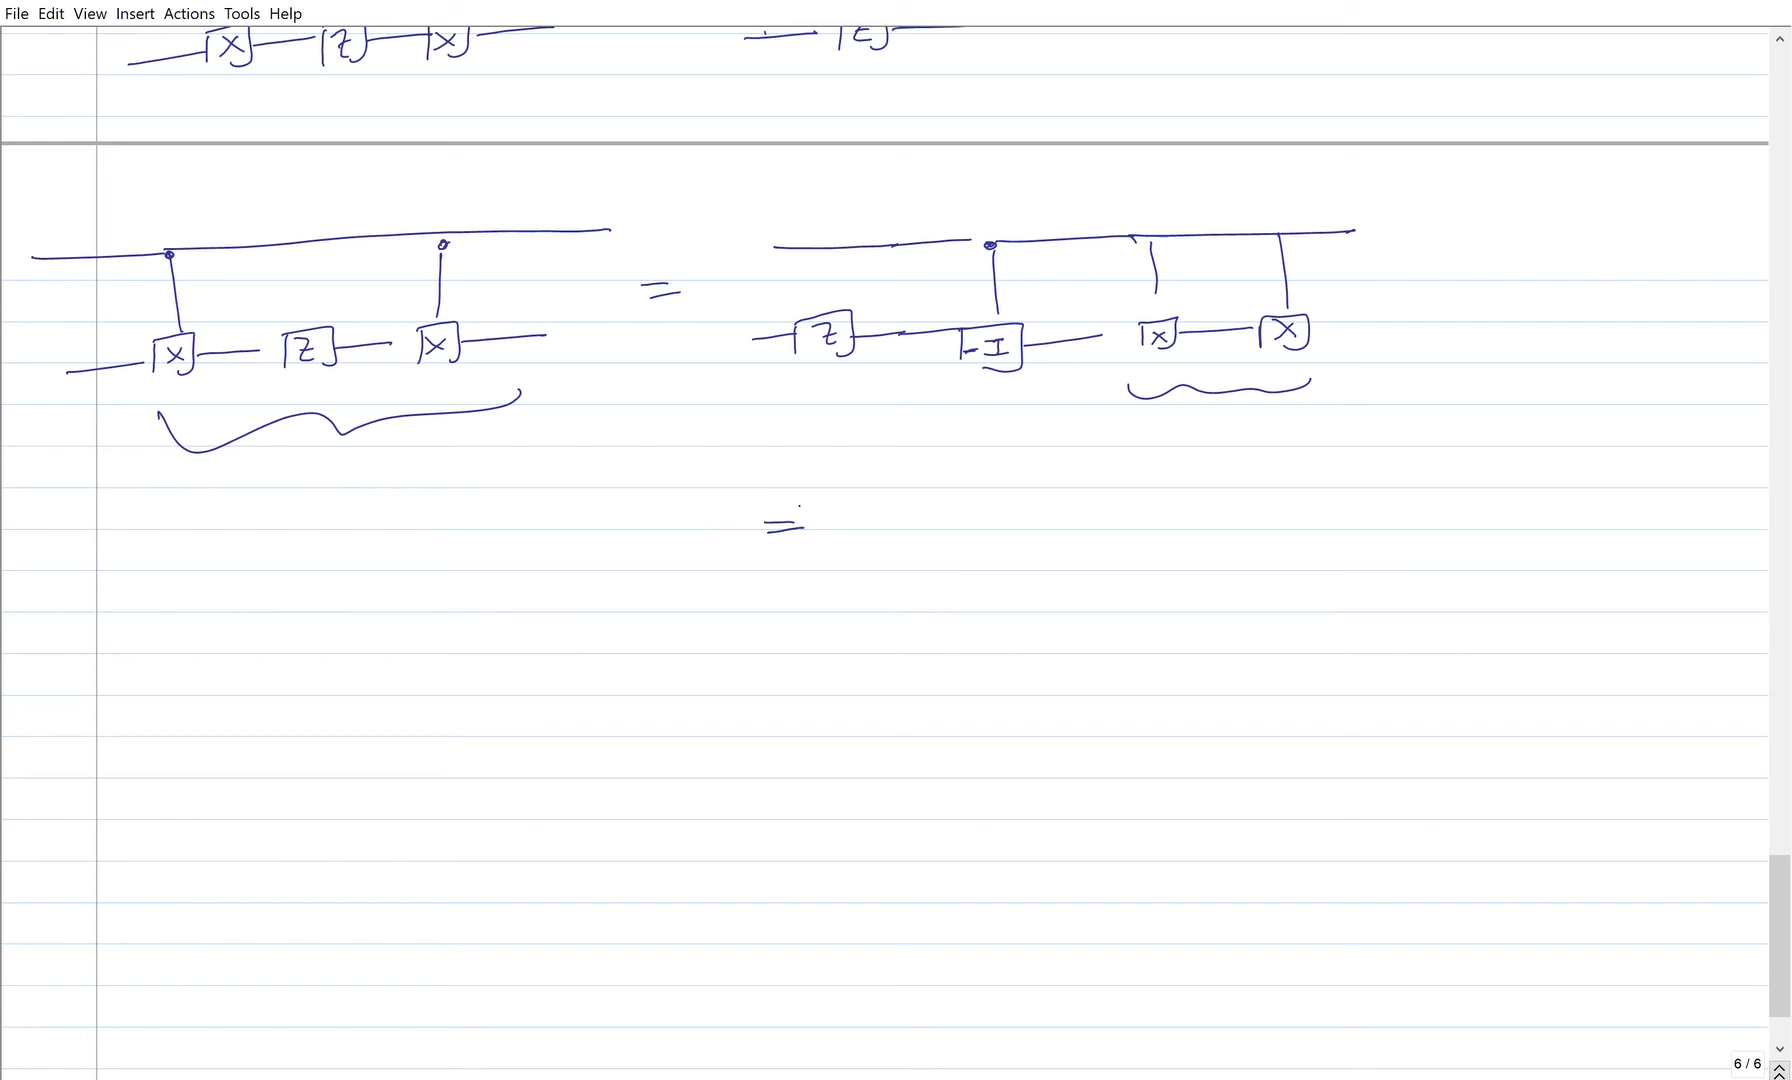 File Edit View Insert Actions Tools Help
X Z X Z
=
X Z X Z -I X X
=
6 / 6